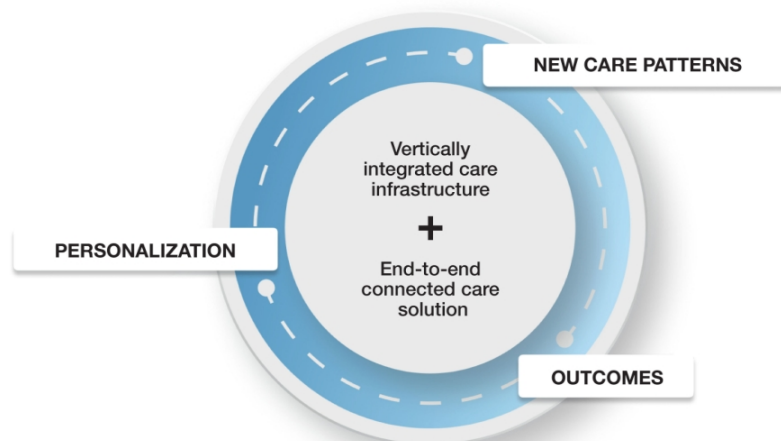 NEW CARE PATTERNS
Vertically
integrated care
infrastructure
+
End-to-end
connected care
solution
PERSONALIZATION
OUTCOMES